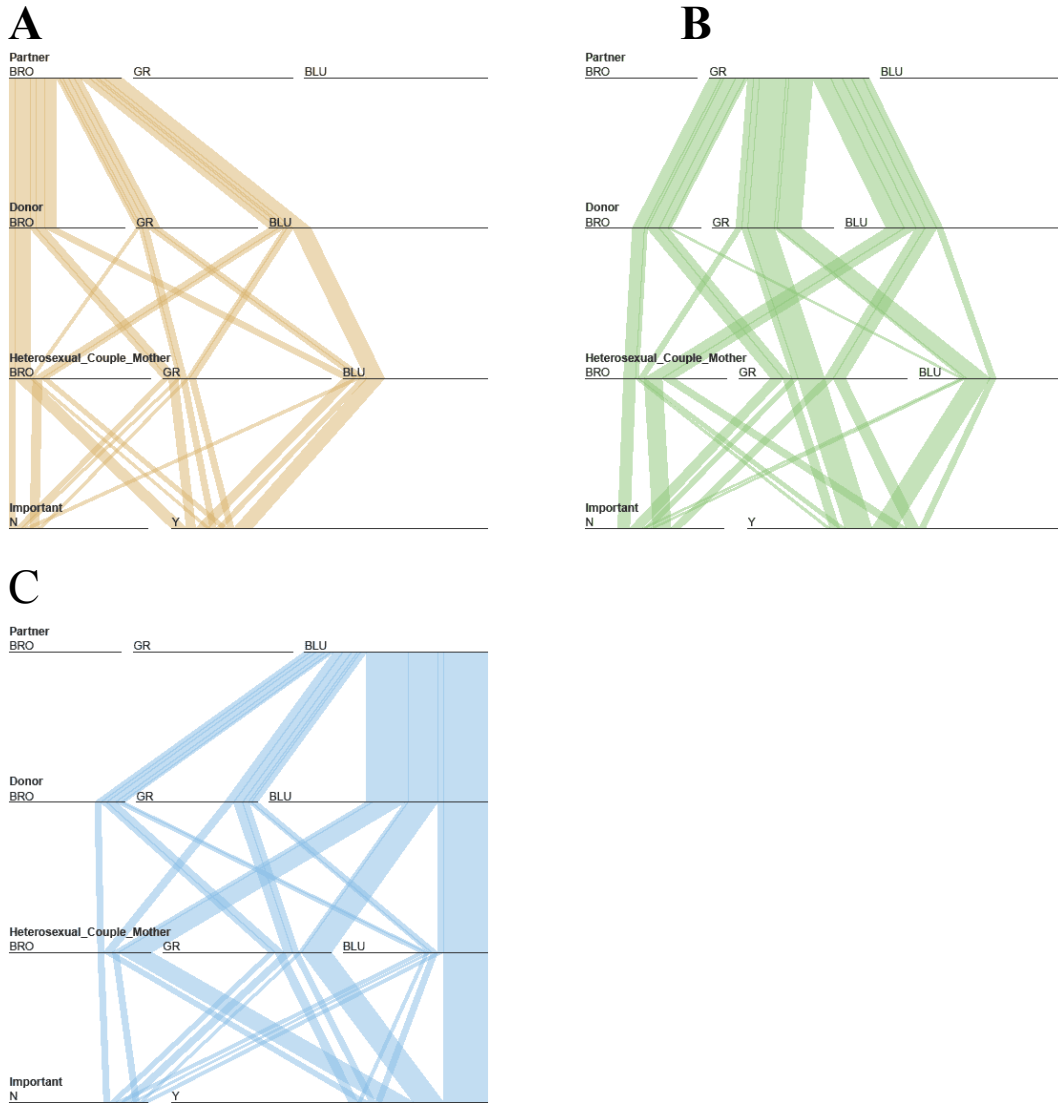 A
Partner
BRO GR BLU
Donor
BRO GR BLU
Heterosexual_Couple_Mother
BRO GR BLU
Important
N Y
B
Partner
BRO GR BLU
Donor
BRO GR BLU
Heterosexual_Couple_Mother
BRO GR BLU
Important
N Y
C
Partner
BRO GR BLU
Donor
BRO GR BLU
Heterosexual_Couple_Mother
BRO GR BLU
Important
N Y